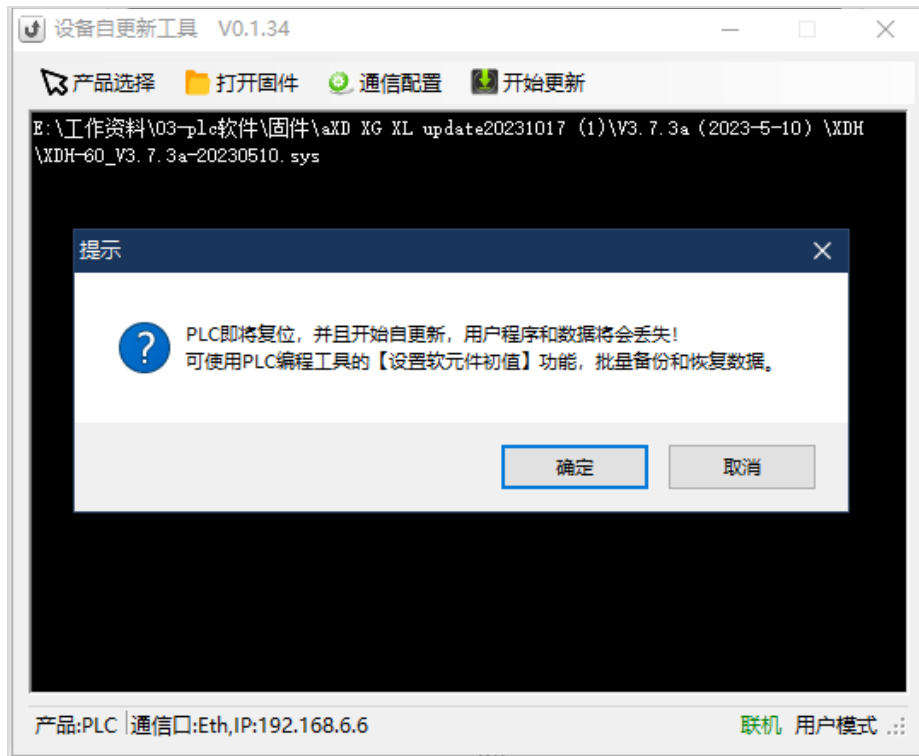 设备自更新工具 V0.1.34
产品选择 打开固件 通信配置 开始更新
E:\工作资料\03-plc软件\固件\aXD XG XL update20231017 (1)\V3.7.3a（2023-5-10）\XDH
\XDH-60_V3.7.3a-20230510.sys
提示
PLC即将复位，并且开始自更新，用户程序和数据将会丢失!
可使用PLC编程工具的【设置软元件初值】功能，批量备份和恢复数据。
确定 取消
产品:PLC 通信口:Eth,IP:192.168.6.6 联机 用户模式